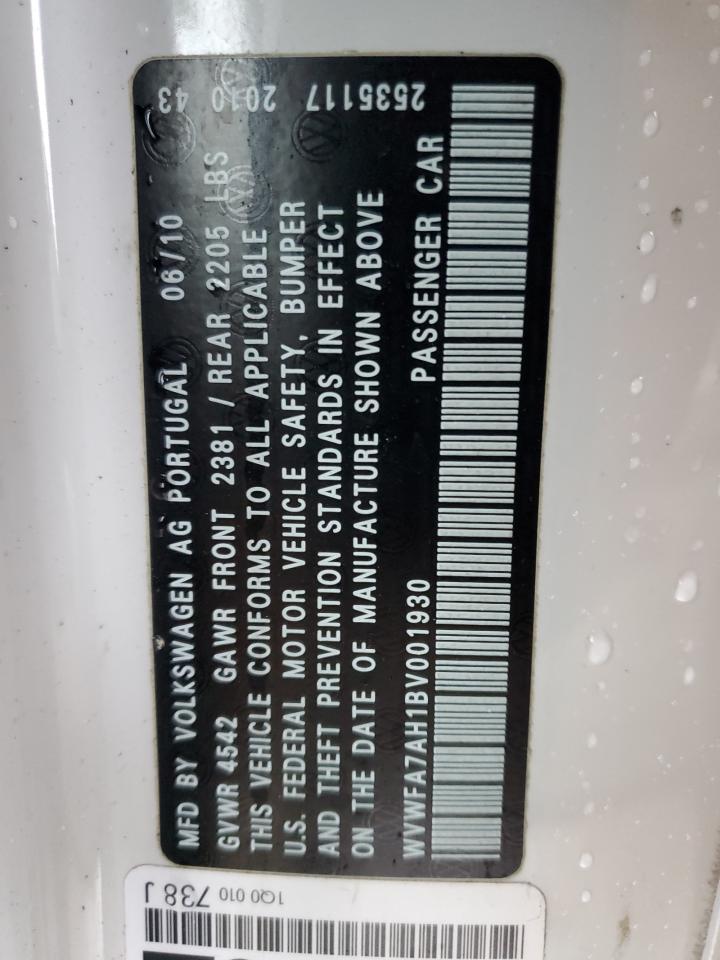 MFD BY VOLKSWAGEN AG PORTUGAL 06/10 43
GVWR 4542 GAWR FRONT 2381 / REAR 2205 LBS
THIS VEHICLE CONFORMS TO ALL APPLICABLE 2010
U.S. FEDERAL MOTOR VEHICLE SAFETY, BUMPER
AND THEFT PREVENTION STANDARDS IN EFFECT 2535117
ON THE DATE OF MANUFACTURE SHOWN ABOVE
WVWFA7AH1BV001930 PASSENGER CAR
1Q0 010
738 J